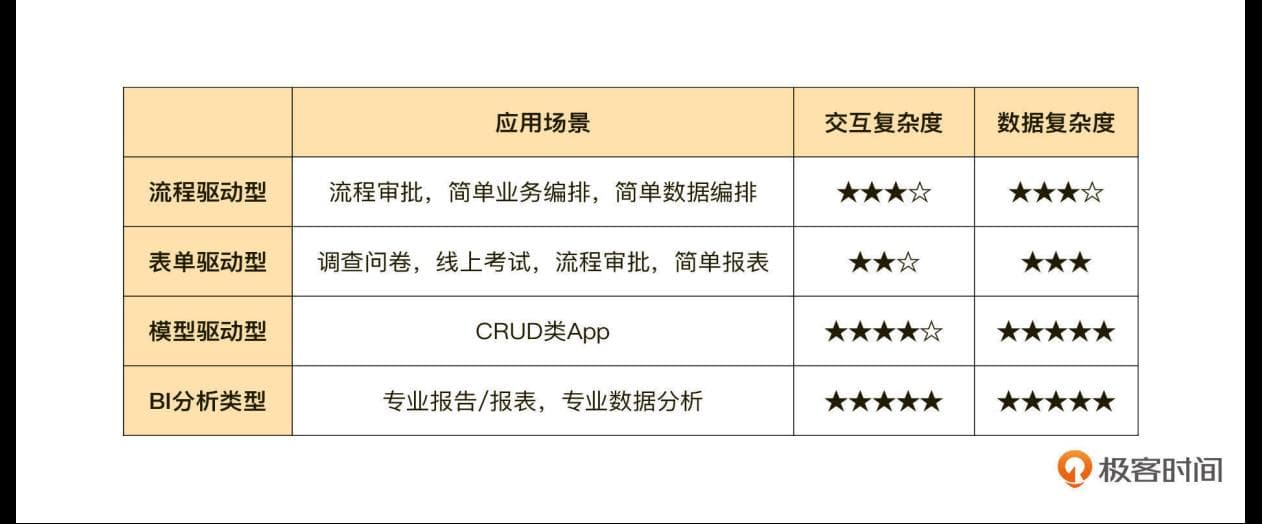 应用场景 交互复杂度 数据复杂度
流程驱动型 流程审批，简单业务编排，简单数据编排 ★★★☆ ★★★☆
表单驱动型 调查问卷，线上考试，流程审批，简单报表 ★★☆ ★★★
模型驱动型 CRUD类App ★★★★☆ ★★★★★
BI分析类型 专业报告/报表，专业数据分析 ★★★★★ ★★★★★
极客时间